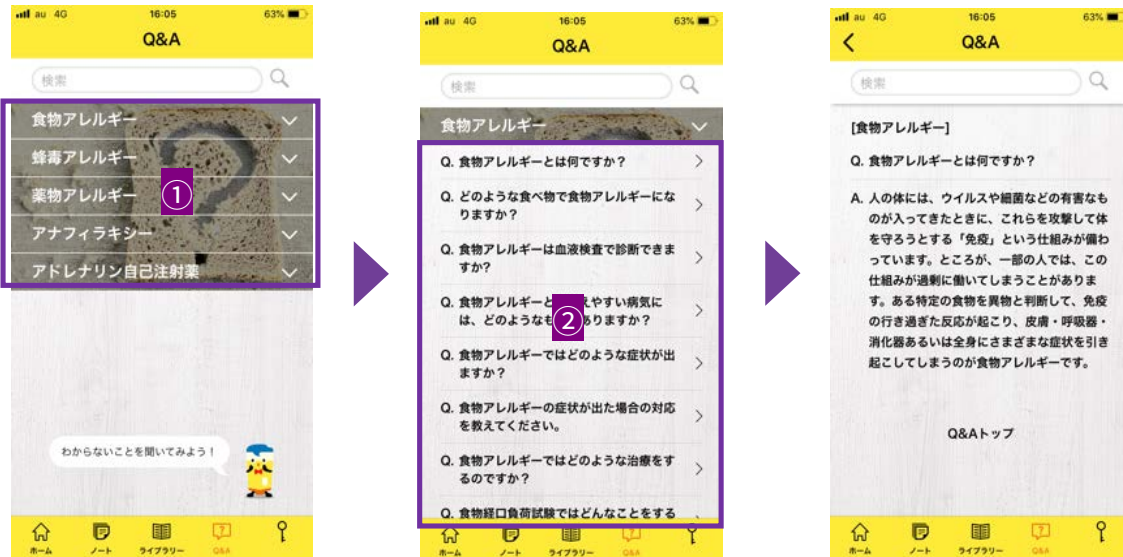 au 4G 16:05 63%
Q&A
検索
食物アレルギー
蜂毒アレルギー
薬物アレルギー
①
アナフィラキシー
アドレナリン自己注射薬
わからないことを聞いてみよう!
ホーム ノート ライブラリー Q&A
au 4G 16:05 63%
Q&A
検索
食物アレルギー
Q. 食物アレルギーとは何ですか?
Q. どのような食べ物で食物アレルギーにな
りますか?
Q. 食物アレルギーは血液検査で診断できま
すか?
Q. 食物アレルギーと えやすい病気に
は、どのようなも ありますか?
②
Q. 食物アレルギーではどのような症状が出
ますか?
Q. 食物アレルギーの症状が出た場合の対応
を教えてください。
Q. 食物アレルギーではどのような治療をす
るのですか?
Q. 食物経口負荷試験ではどんなことをする
ホーム ノート ライブラリー Q&A
au 4G 16:05 63%
Q&A
検索
[食物アレルギー]
Q. 食物アレルギーとは何ですか?
A. 人の体には、ウイルスや細菌などの有害なも
のが入ってきたときに、これらを攻撃して体
を守ろうとする「免疫」という仕組みが備わ
っています。ところが、一部の人では、この
仕組みが過剰に働いてしまうことがありま
す。ある特定の食物を異物と判断して、免疫
の行き過ぎた反応が起こり、皮膚・呼吸器・
消化器あるいは全身にさまざまな症状を引き
起こしてしまうのが食物アレルギーです。
Q&Aトップ
ホーム ノート ライブラリー Q&A